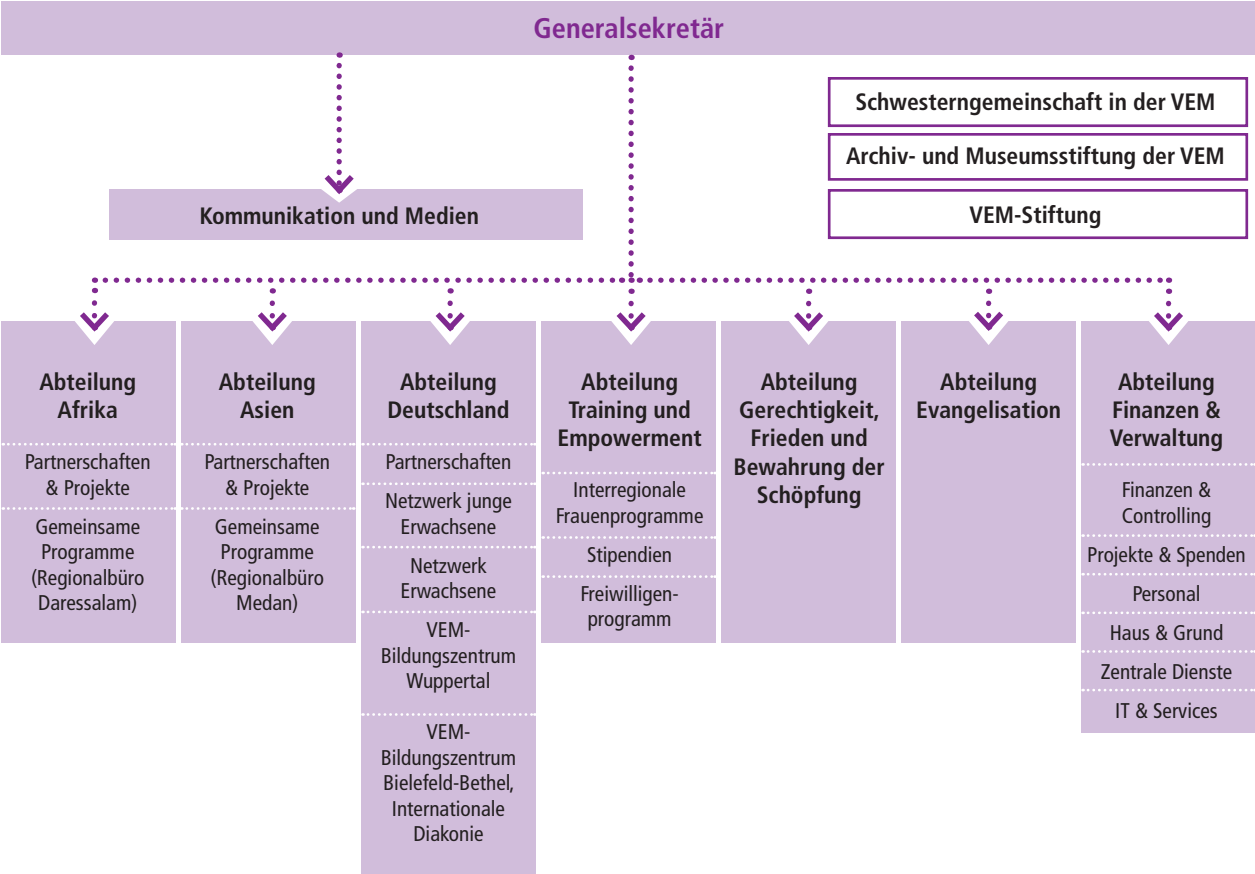 Generalsekretär
Schwesterngemeinschaft in der VEM
Archiv- und Museumsstiftung der VEM
VEM-Stiftung
Kommunikation und Medien
Abteilung
Afrika
Partnerschaften
& Projekte
Gemeinsame
Programme
(Regionalbüro
Daressalam)
Abteilung
Asien
Partnerschaften
& Projekte
Gemeinsame
Programme
(Regionalbüro
Medan)
Abteilung
Deutschland
Partnerschaften
Netzwerk junge
Erwachsene
Netzwerk
Erwachsene
VEM-
Bildungszentrum
Wuppertal
VEM-
Bildungszentrum
Bielefeld-Bethel,
Internationale
Diakonie
Abteilung
Training und
Empowerment
Interregionale
Frauenprogramme
Stipendien
Freiwilligen-
programm
Abteilung
Gerechtigkeit,
Frieden und
Bewahrung der
Schöpfung
Abteilung
Evangelisation
Abteilung
Finanzen &
Verwaltung
Finanzen &
Controlling
Projekte & Spenden
Personal
Haus & Grund
Zentrale Dienste
IT & Services